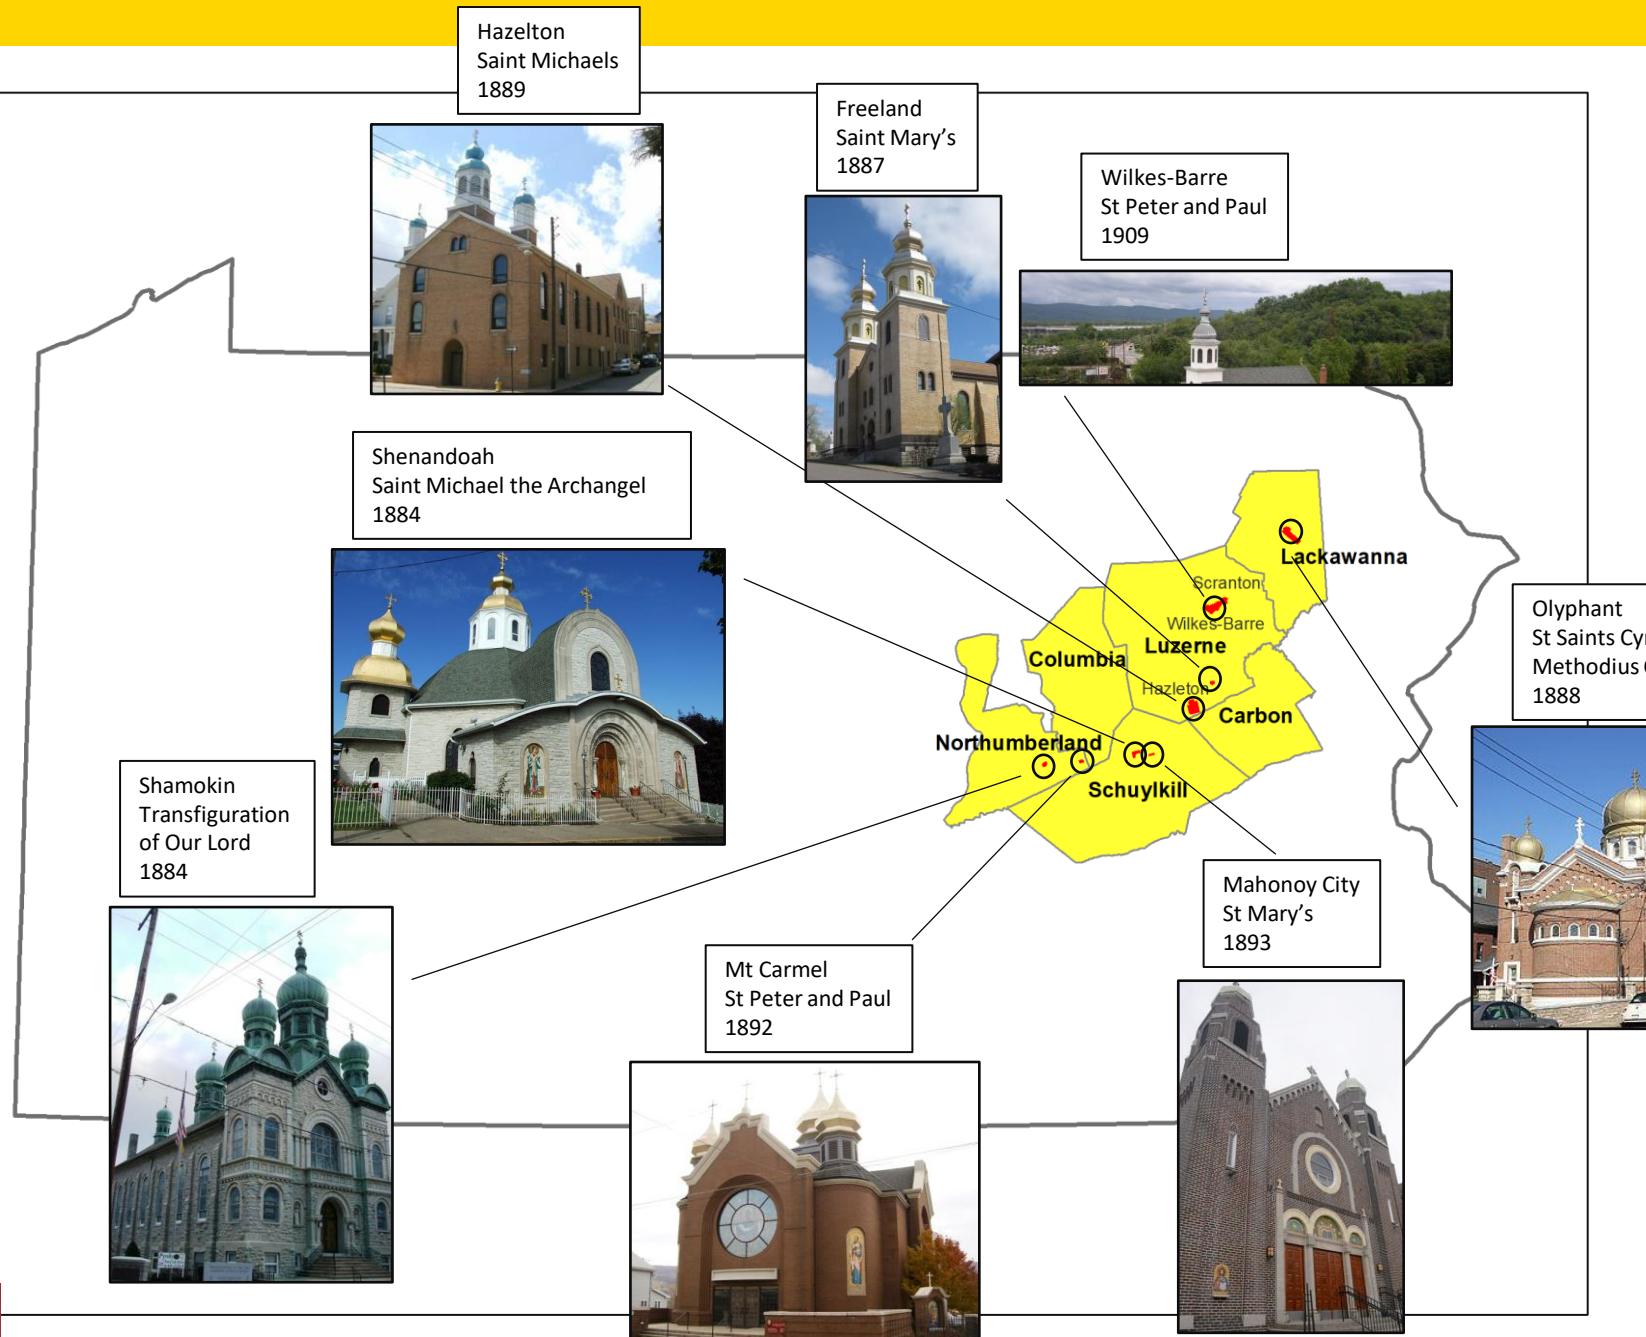 Hazelton
Saint Michaels
1889
Freeland
Saint Mary’s
1887
Wilkes-Barre
St Peter and Paul
1909
Shenandoah
Saint Michael the Archangel
1884
Lackawanna
Scranton
Wilkes-Barre
Luzerne
Columbia
Hazleton
Carbon
Northumberland
Schuylkill
Olyphant
St Saints
Methodius
1888
Shamokin
Transfiguration
of Our Lord
1884
Mahonoy City
St Mary’s
1893
Mt Carmel
St Peter and Paul
1892